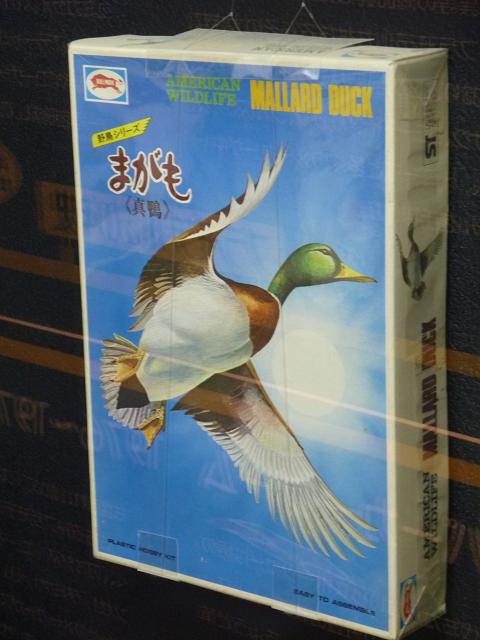 AMERICAN
WILDLIFE
MALLARD DUCK
野鳥シリーズ
まがも
〈真鴨〉
PLASTIC HOBBY KIT
EASY TO ASSEMBLE
MALLARD DUCK
AMERICAN
WILDLIFE